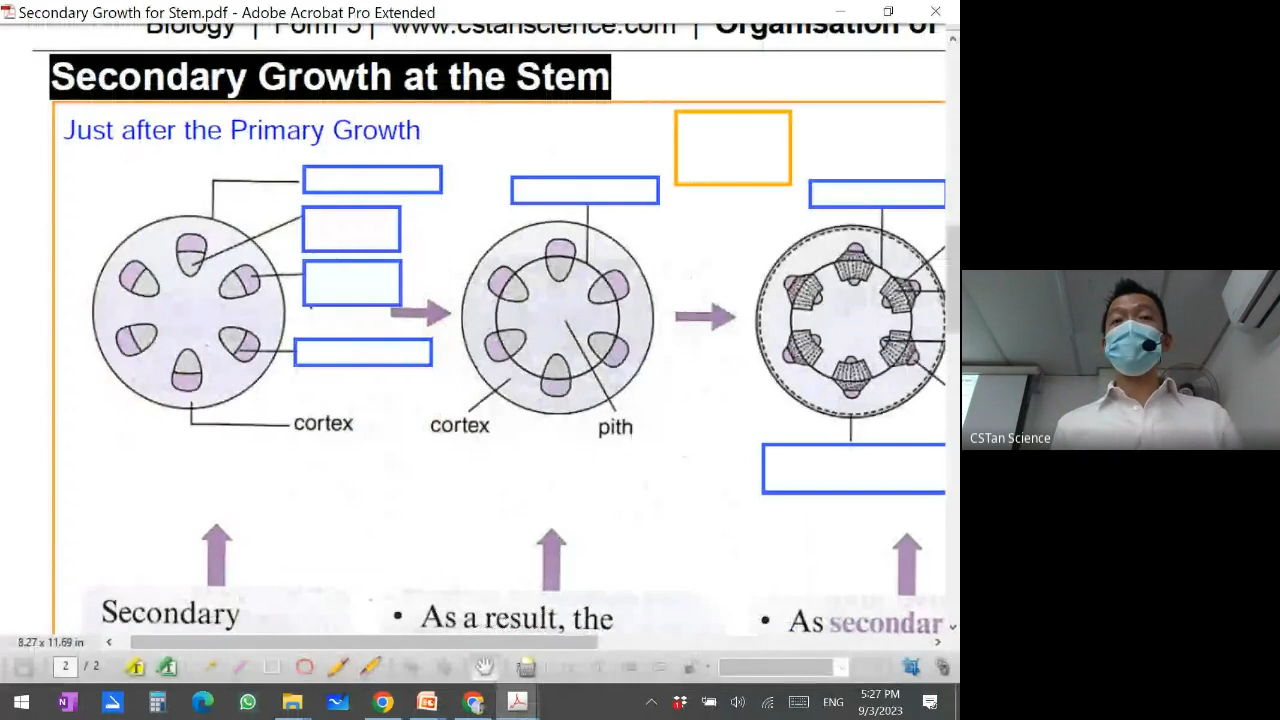 Secondary Growth for Stem.pdf - Adobe Acrobat Pro Extended
Biology | Form 5 | www.cstanscience.com | Organisation of
Secondary Growth at the Stem
Just after the Primary Growth
cortex
cortex
pith
CSTan Science
Secondary
• As a result, the
• As secondar
8.27 x 11.69 in
2 / 2
ENG
5:27 PM
9/3/2023